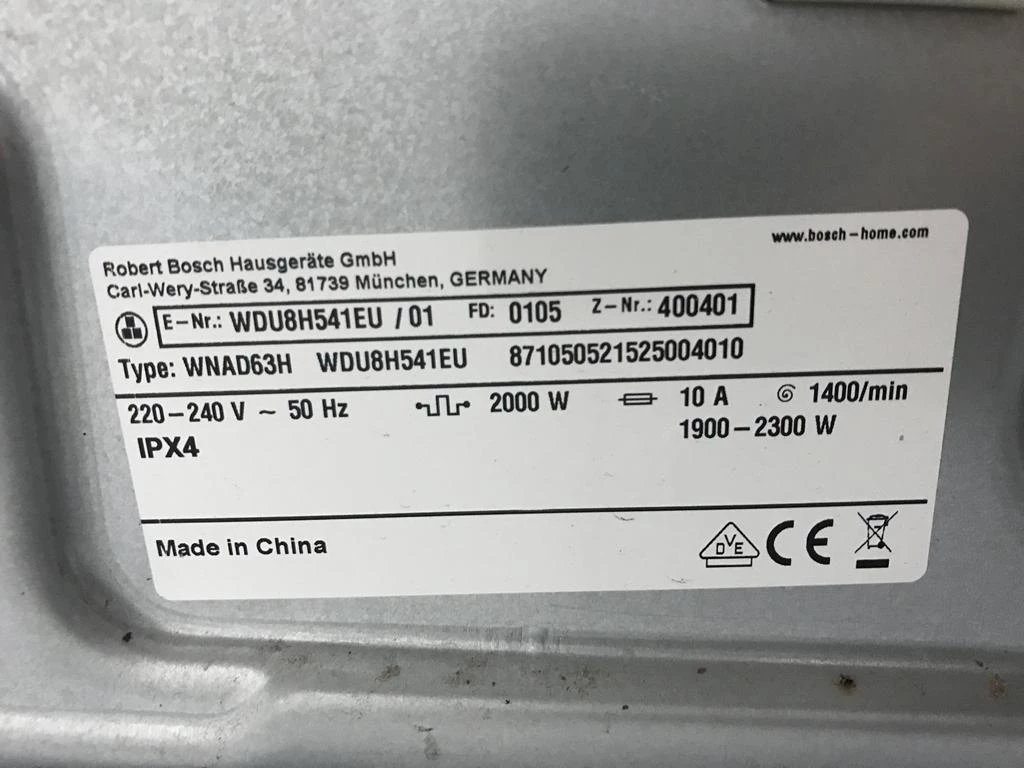 www.bosch-home.com
Robert Bosch Hausgeräte GmbH
Carl-Wery-Straße 34, 81739 München, GERMANY
E-Nr.: WDU8H541EU / 01 FD: 0105 Z-Nr.: 400401
Type: WNAD63H WDU8H541EU 871050521525004010
220-240 V ~ 50 Hz 2000 W 10 A 1400/min
IPX4 1900-2300 W
Made in China DVE CE